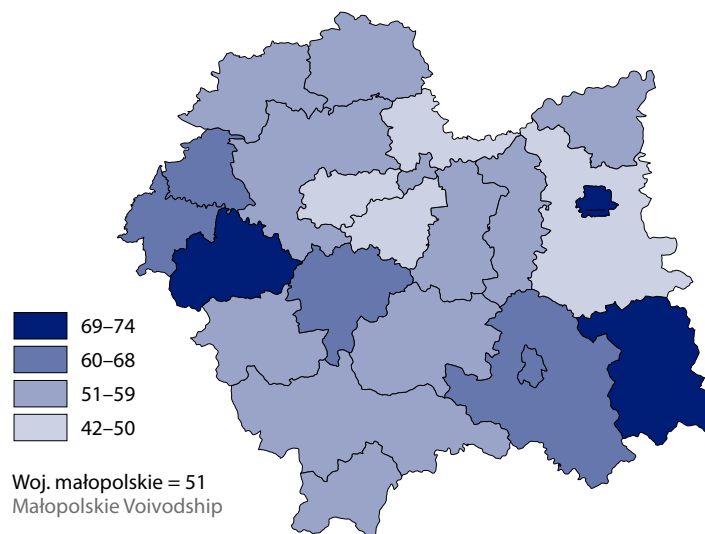 69–74
60–68
51–59
42–50
Woj. małopolskie = 51
Małopolskie Voivodship